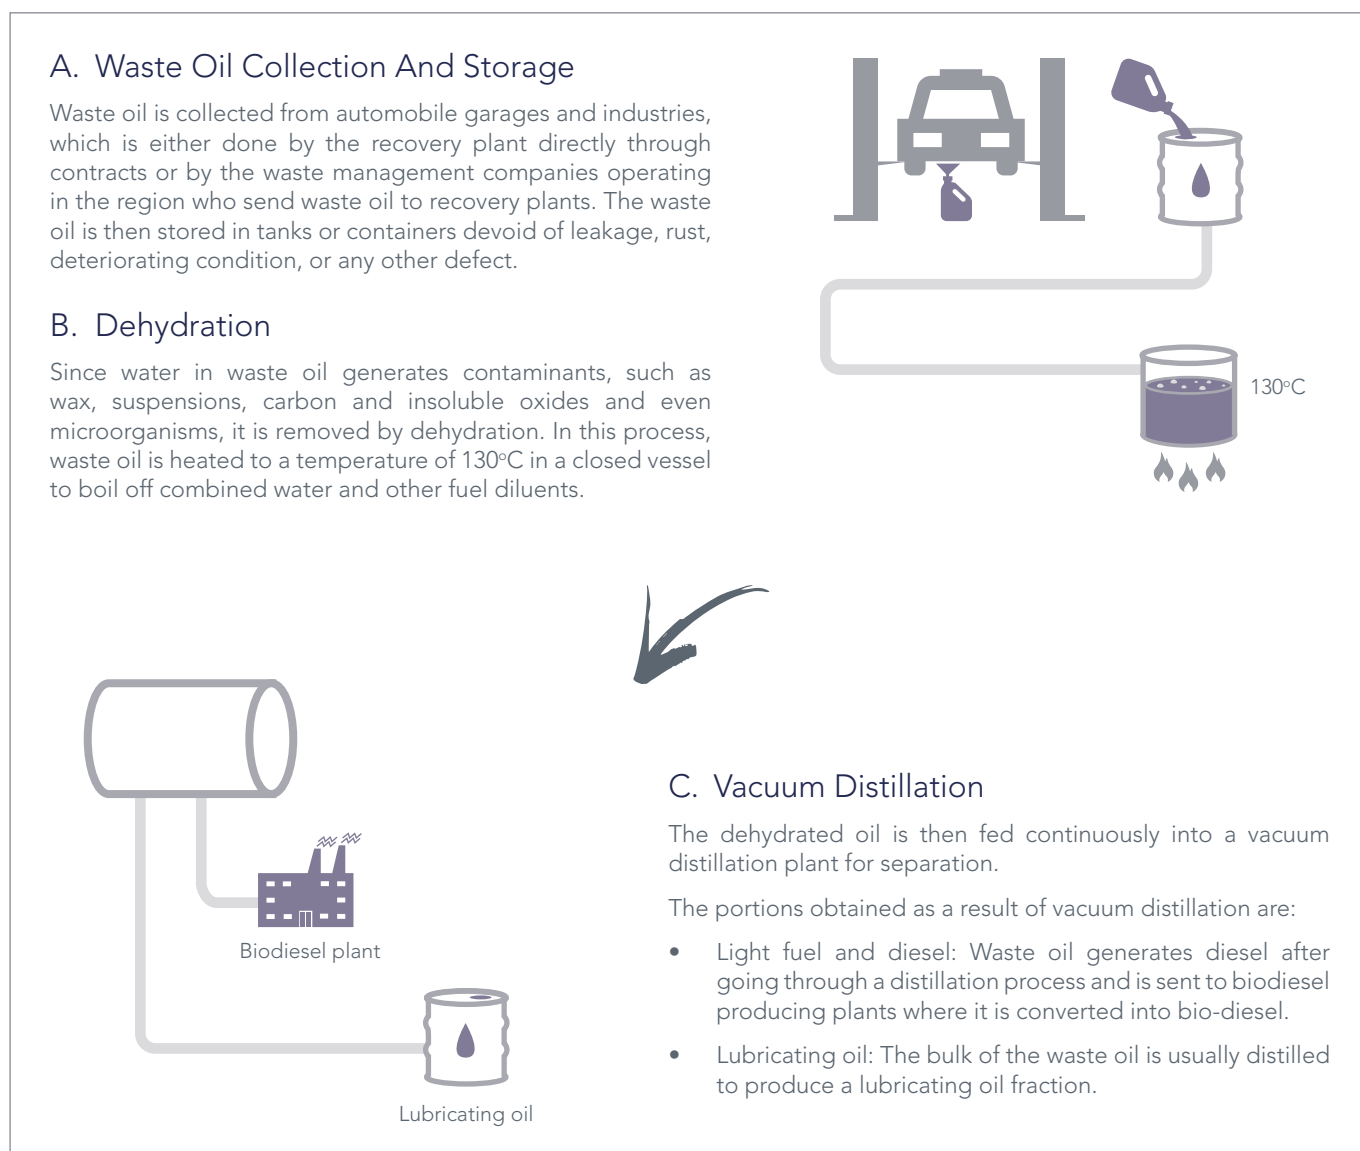 A. Waste Oil Collection And Storage
Waste oil is collected from automobile garages and industries,
which is either done by the recovery plant directly through
contracts or by the waste management companies operating
in the region who send waste oil to recovery plants. The waste
oil is then stored in tanks or containers devoid of leakage, rust,
deteriorating condition, or any other defect.
B. Dehydration
Since water in waste oil generates contaminants, such as
wax, suspensions, carbon and insoluble oxides and even
microorganisms, it is removed by dehydration. In this process,
waste oil is heated to a temperature of 130°C in a closed vessel
to boil off combined water and other fuel diluents.
130°C
Biodiesel plant
Lubricating oil
C. Vacuum Distillation
The dehydrated oil is then fed continuously into a vacuum
distillation plant for separation.
The portions obtained as a result of vacuum distillation are:
• Light fuel and diesel: Waste oil generates diesel after
going through a distillation process and is sent to biodiesel
producing plants where it is converted into bio-diesel.
• Lubricating oil: The bulk of the waste oil is usually distilled
to produce a lubricating oil fraction.